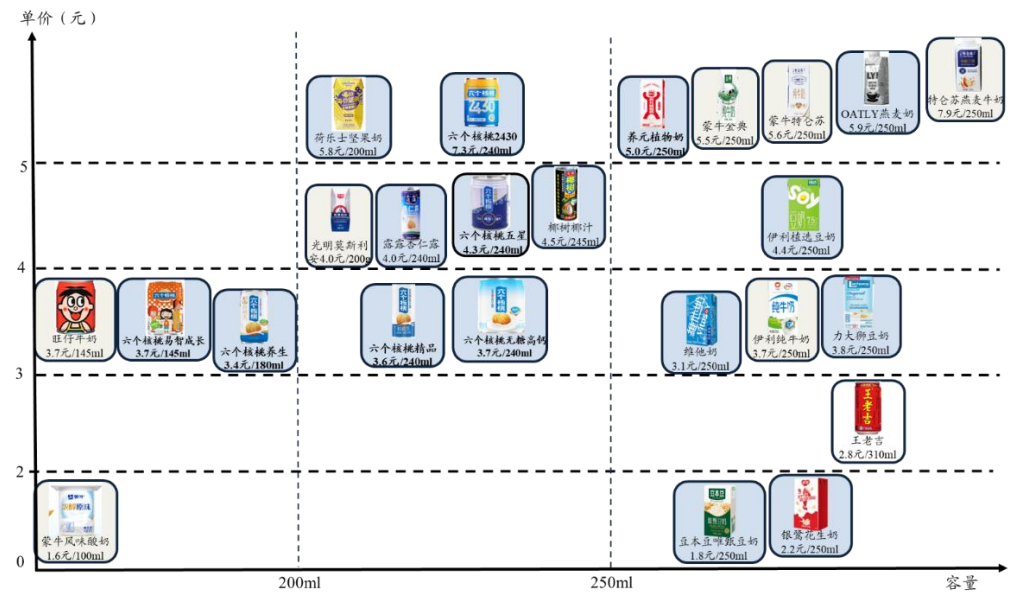 单价（元）
荷乐士坚果奶
5.8元/200ml
六个核桃2430
7.3元/240ml
养元植物奶
5.0元/250ml
蒙牛金典
5.5元/250ml
蒙牛特仑苏
5.6元/250ml
OATLY燕麦奶
5.9元/250ml
特仑苏燕麦牛奶
7.9元/250ml
5
光明莫斯利
安4.0元/200g
露露杏仁露
4.0元/240ml
六个核桃五星
4.3元/240ml
椰树椰汁
4.5元/245ml
SOY
伊利植选豆奶
4.4元/250ml
4
旺仔牛奶
3.7元/145ml
六个核桃易智成长
3.7元/145ml
六个核桃养生
3.4元/180ml
六个核桃精品
3.6元/240ml
六个核桃无糖高钙
3.7元/240ml
维他奶
3.1元/250ml
纯牛奶
伊利纯牛奶
3.7元/250ml
力大狮豆奶
3.8元/250ml
3
王老吉
王老吉
2.8元/310ml
2
蒙牛风味酸奶
1.6元/100ml
豆本豆唯甄豆奶
1.8元/250ml
银鹭花生奶
2.2元/250ml
0
200ml
250ml
容量